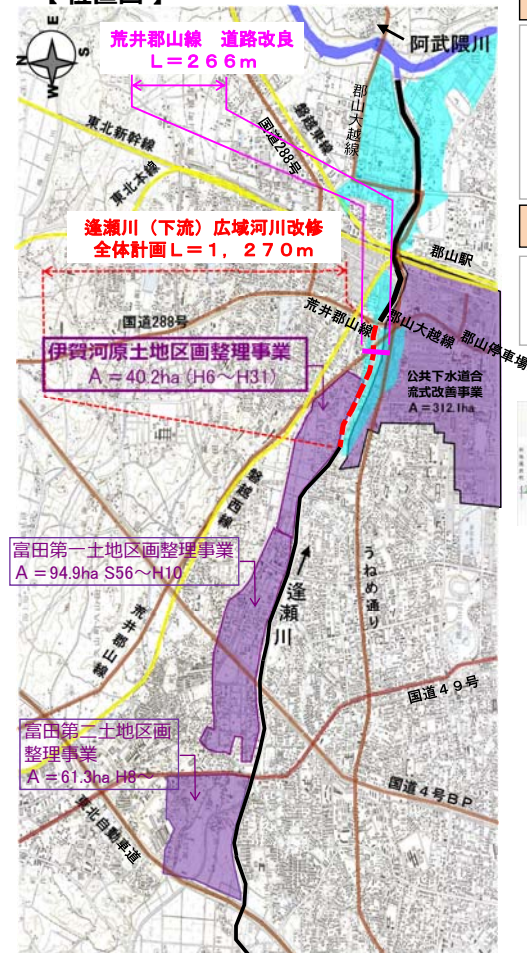 【 位置図 】
N
E
S
W
荒井郡山線 道路改良
Ｌ＝２６６ｍ
阿武隈川
郡山大越線
磐越東線
国道288号
東北新幹線
東北本線
逢瀬川（下流）広域河川改修
全体計画Ｌ＝１，２７０ｍ
郡山駅
荒井郡山線
郡山大越線
郡山停車場
国道288号
伊賀河原土地区画整理事業
Ａ＝40.2ha (H6～H31)
公共下水道合
流式改善事業
Ａ＝312.1ha
磐越西線
富田第一土地区画整理事業
Ａ＝94.9ha S56～H10
逢瀬川
うねめ通り
荒井郡山線
国道４９号
富田第二土地区画
整理事業
Ａ＝61.3ha H8～
国道４号ＢＰ
東北自動車道